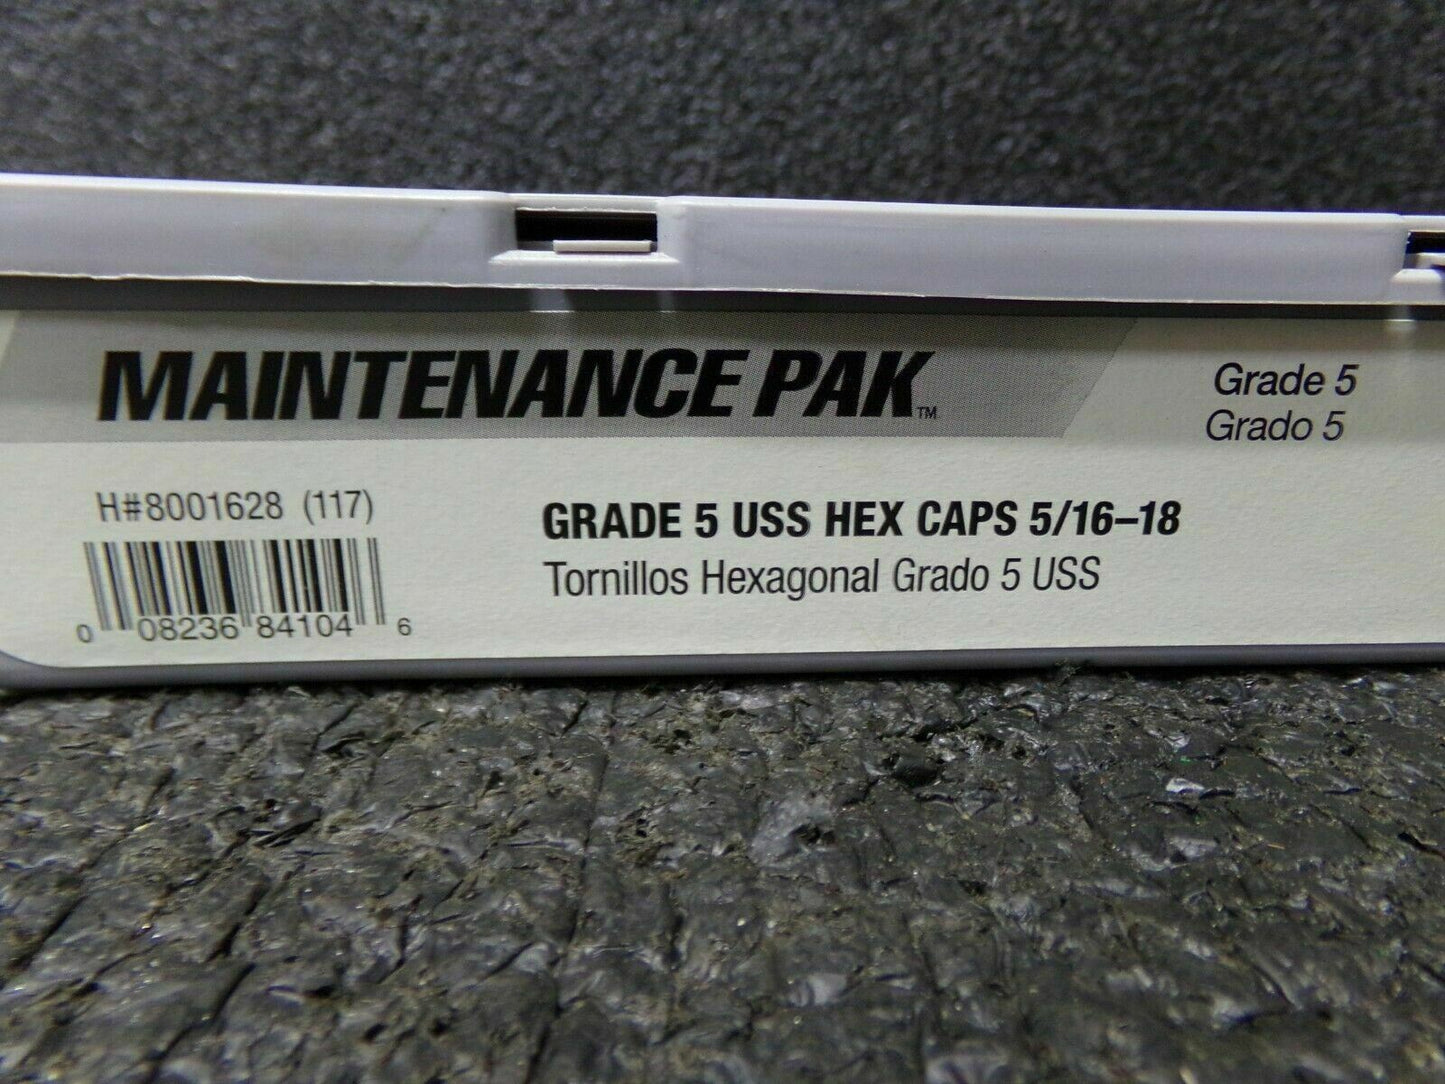 MAINTENANCE PAK™
Grade 5
Grado 5
H#8001628 (117)
GRADE 5 USS HEX CAPS 5/16–18
Tornillos Hexagonal Grado 5 USS
0 08236 84104 6